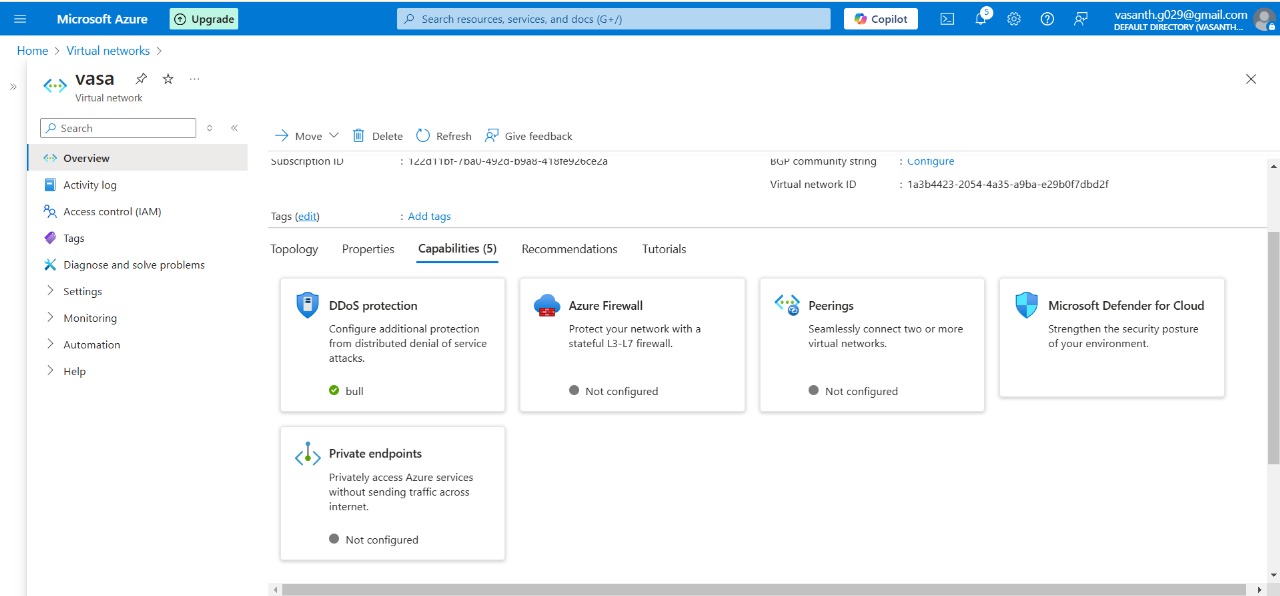 Microsoft Azure
Upgrade
Search resources, services, and docs (G+/)
Copilot
5
vasanth.g029@gmail.com
DEFAULT DIRECTORY (VASANTH...
Home > Virtual networks >
vasa
Virtual network
Search
Move
Delete
Refresh
Give feedback
Overview
Activity log
Access control (IAM)
Tags
Diagnose and solve problems
Settings
Monitoring
Automation
Help
Subscription ID : 122d11bf-7ba0-492d-b9a8-418fe926ce2a
BGP community string : Configure
Virtual network ID : 1a3b4423-2054-4a35-a9ba-e29b0f7dbd2f
Tags (edit) : Add tags
Topology
Properties
Capabilities (5)
Recommendations
Tutorials
DDoS protection
Configure additional protection
from distributed denial of service
attacks.
bull
Azure Firewall
Protect your network with a
stateful L3-L7 firewall.
Not configured
Peerings
Seamlessly connect two or more
virtual networks.
Not configured
Microsoft Defender for Cloud
Strengthen the security posture
of your environment.
Private endpoints
Privately access Azure services
without sending traffic across
internet.
Not configured